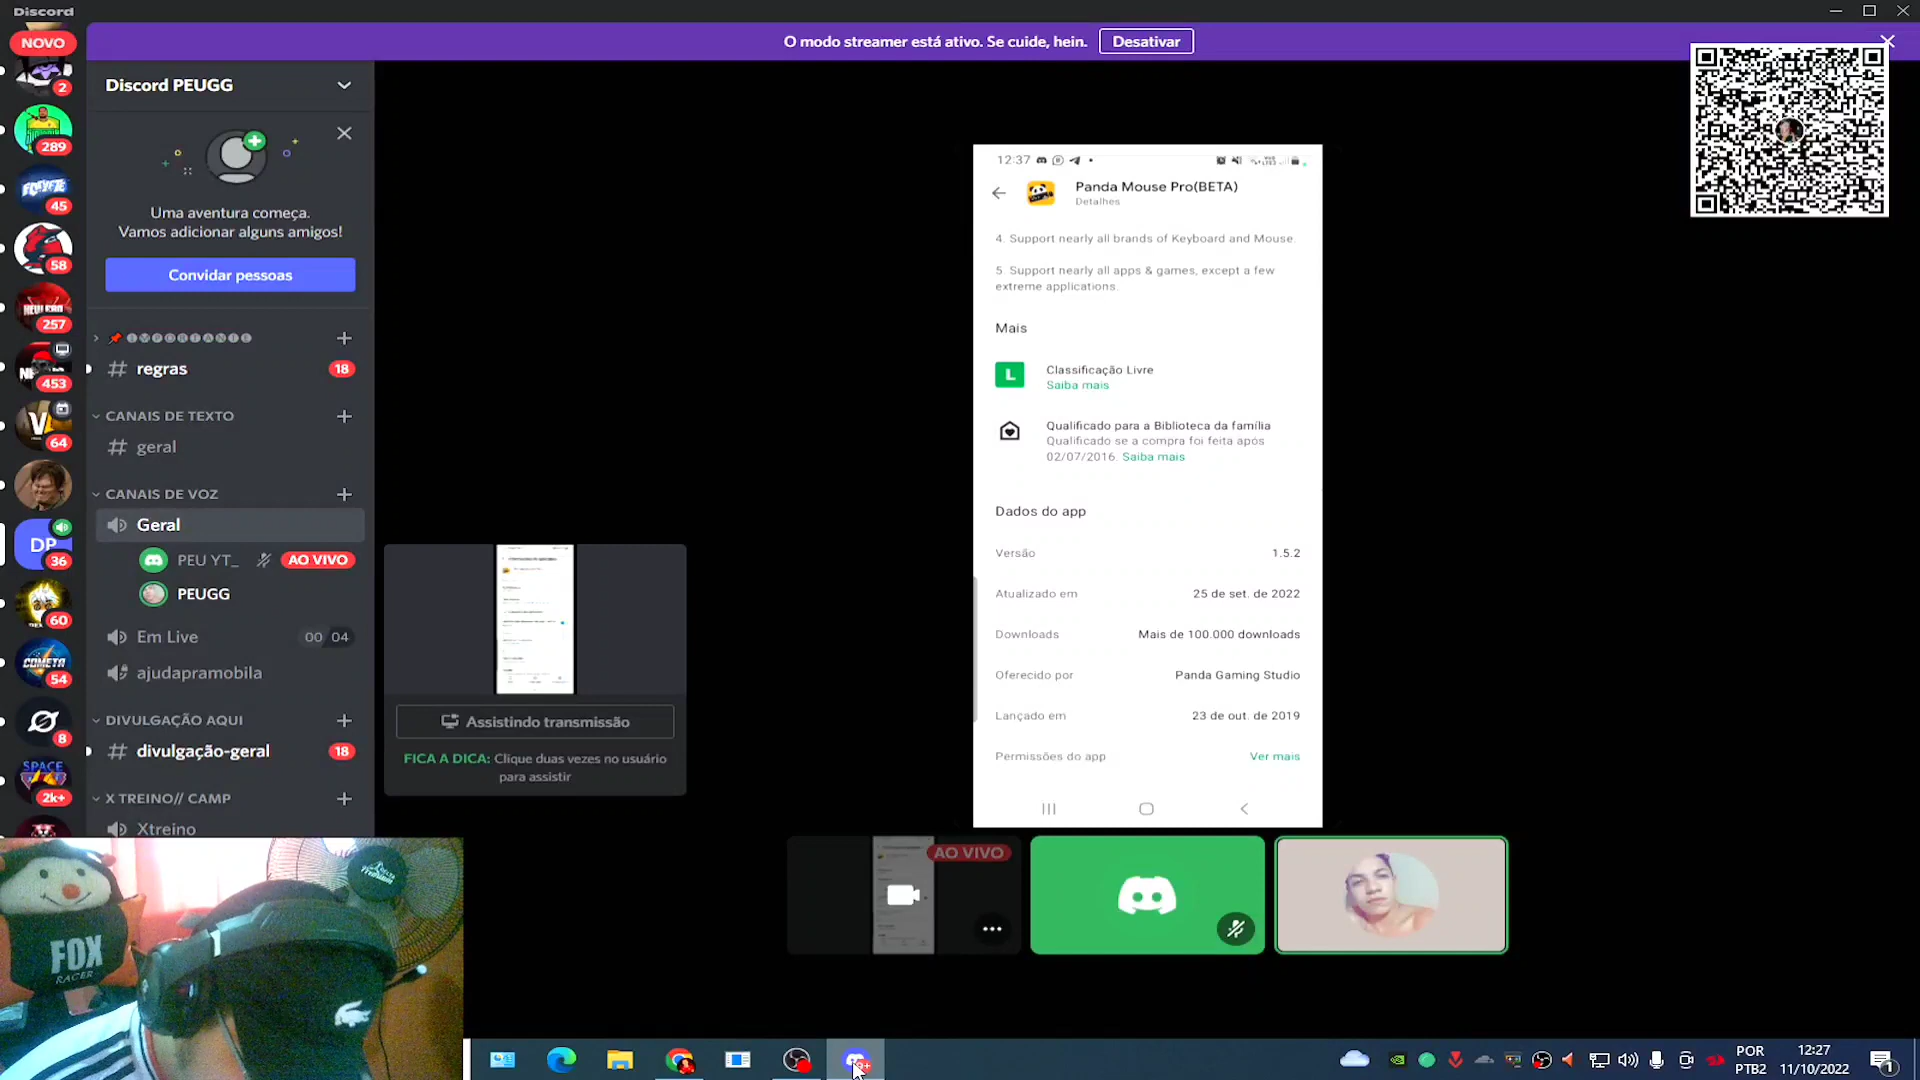 Discord
NOVO
O modo streamer está ativo. Se cuide, hein.
Desativar
2
289
45
58
257
453
64
DP
36
60
COMETA
54
8
SPACE
2k+
Discord PEUGG
Uma aventura começa.
Vamos adicionar alguns amigos!
Convidar pessoas
IMPORTANTE
# regras
18
CANAIS DE TEXTO
# geral
CANAIS DE VOZ
Geral
PEU YT_
AO VIVO
PEUGG
Em Live
00 04
ajudapramobila
DIVULGAÇÃO AQUI
# divulgação-geral
18
X TREINO// CAMP
Xtreino
Assistindo transmissão
FICA A DICA: Clique duas vezes no usuário
para assistir
12:37
Panda Mouse Pro(BETA)
Detalhes
4. Support nearly all brands of Keyboard and Mouse.
5. Support nearly all apps & games, except a few
extreme applications.
Mais
L
Classificação Livre
Saiba mais
Qualificado para a Biblioteca da família
Qualificado se a compra foi feita após
02/07/2016. Saiba mais
Dados do app
Versão
1.5.2
Atualizado em
25 de set. de 2022
Downloads
Mais de 100.000 downloads
Oferecido por
Panda Gaming Studio
Lançado em
23 de out. de 2019
Permissões do app
Ver mais
AO VIVO
FOX
RACER
POR
PTB2
12:27
11/10/2022
1